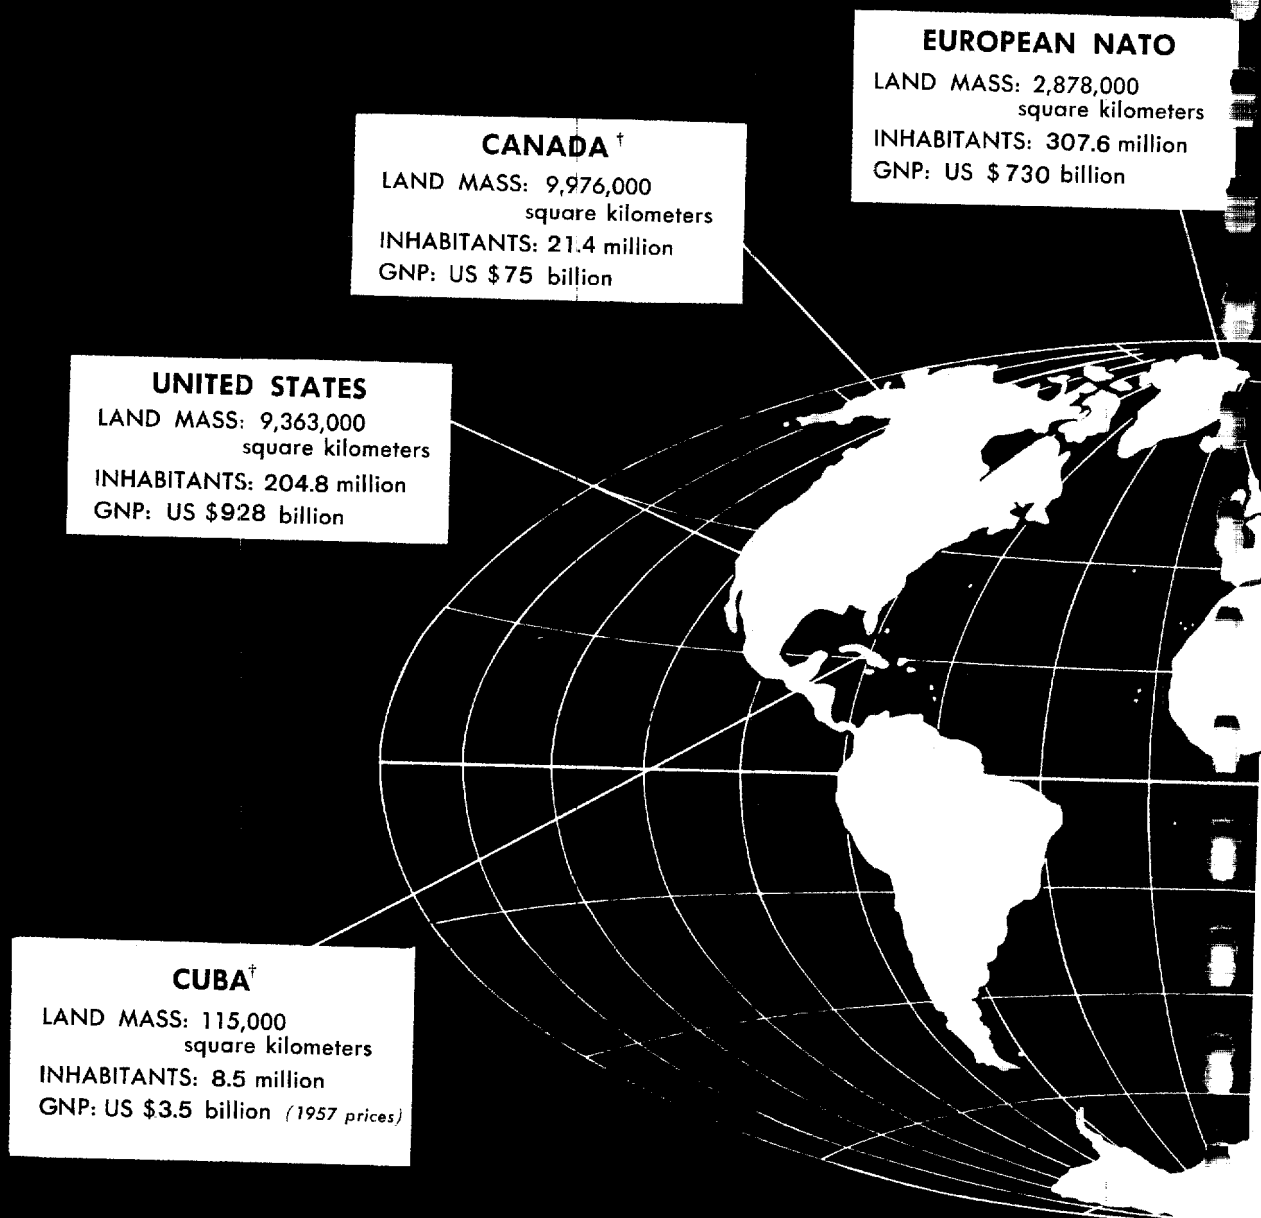 EUROPEAN NATO
LAND MASS: 2,878,000
square kilometers
INHABITANTS: 307.6 million
GNP: US $730 billion
CANADA†
LAND MASS: 9,976,000
square kilometers
INHABITANTS: 21.4 million
GNP: US $75 billion
UNITED STATES
LAND MASS: 9,363,000
square kilometers
INHABITANTS: 204.8 million
GNP: US $928 billion
CUBA†
LAND MASS: 115,000
square kilometers
INHABITANTS: 8.5 million
GNP: US $3.5 billion (1957 prices)